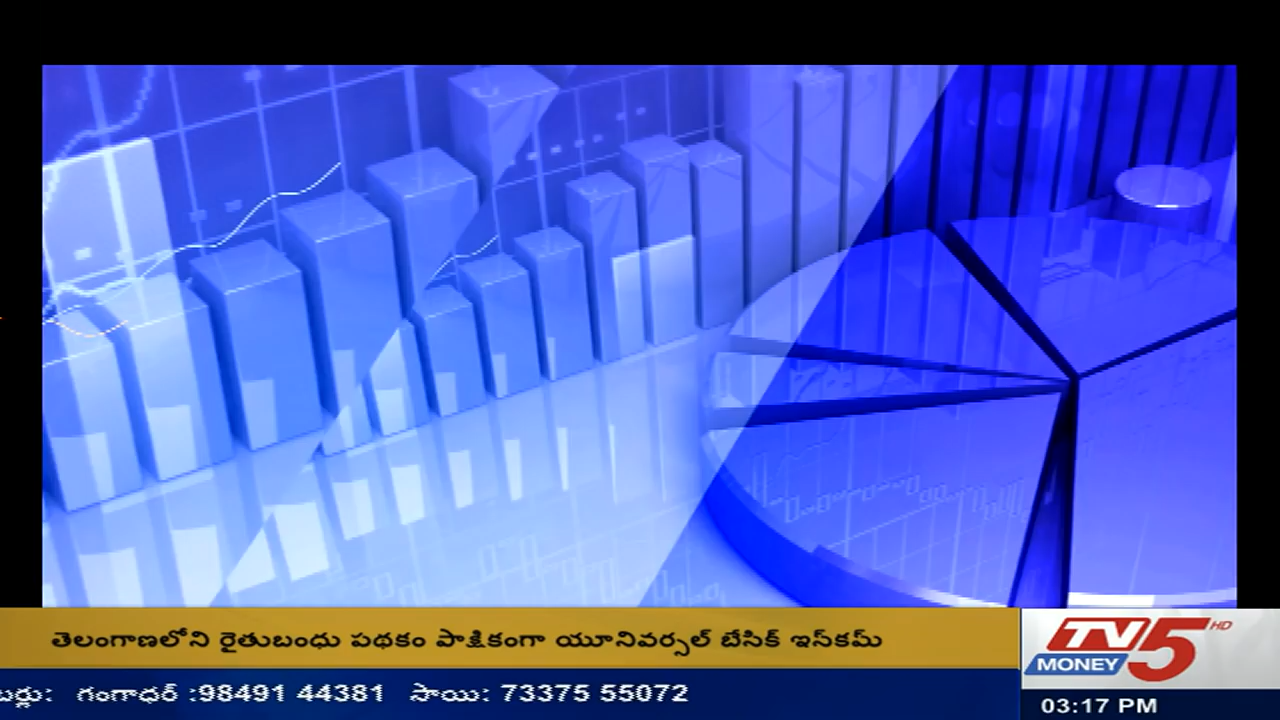 తెలంగాణలోని రైతుబంధు పథకం పాక్షికంగా యూనివర్సల్ బేసిక్ ఇన్‌కమ్
TV5 HD
MONEY
గంగాధర్ :98491 44381 సాయి: 73375 55072
03:17 PM